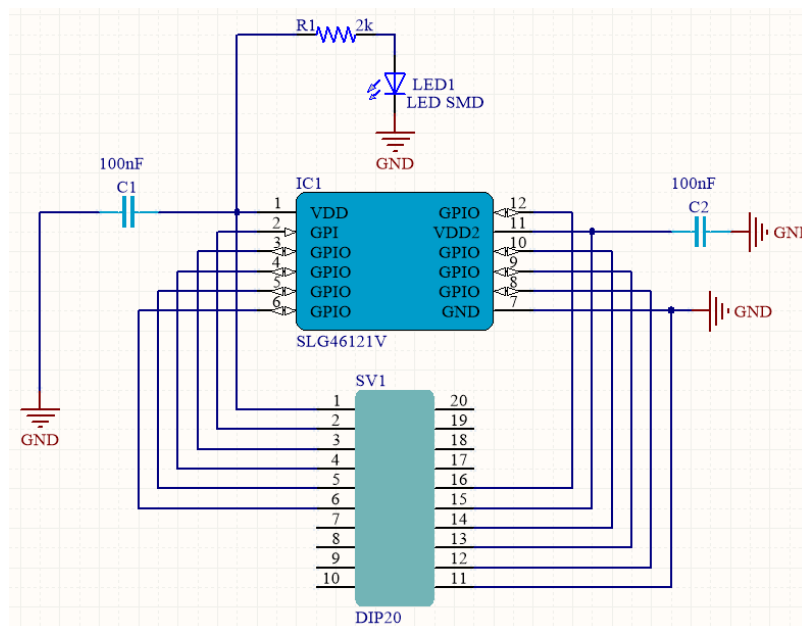 R1 2k
LED1
LED SMD
GND
100nF
C1
IC1
100nF
C2
1 VDD GPIO 12
2 GPI VDD2 11
3 GPIO GPIO 10
4 GPIO GPIO 9
5 GPIO GPIO 8
6 GPIO GND 7
GND
GND
SLG46121V
SV1
GND
1 20
2 19
3 18
4 17
5 16
6 15
7 14
8 13
9 12
10 11
DIP20